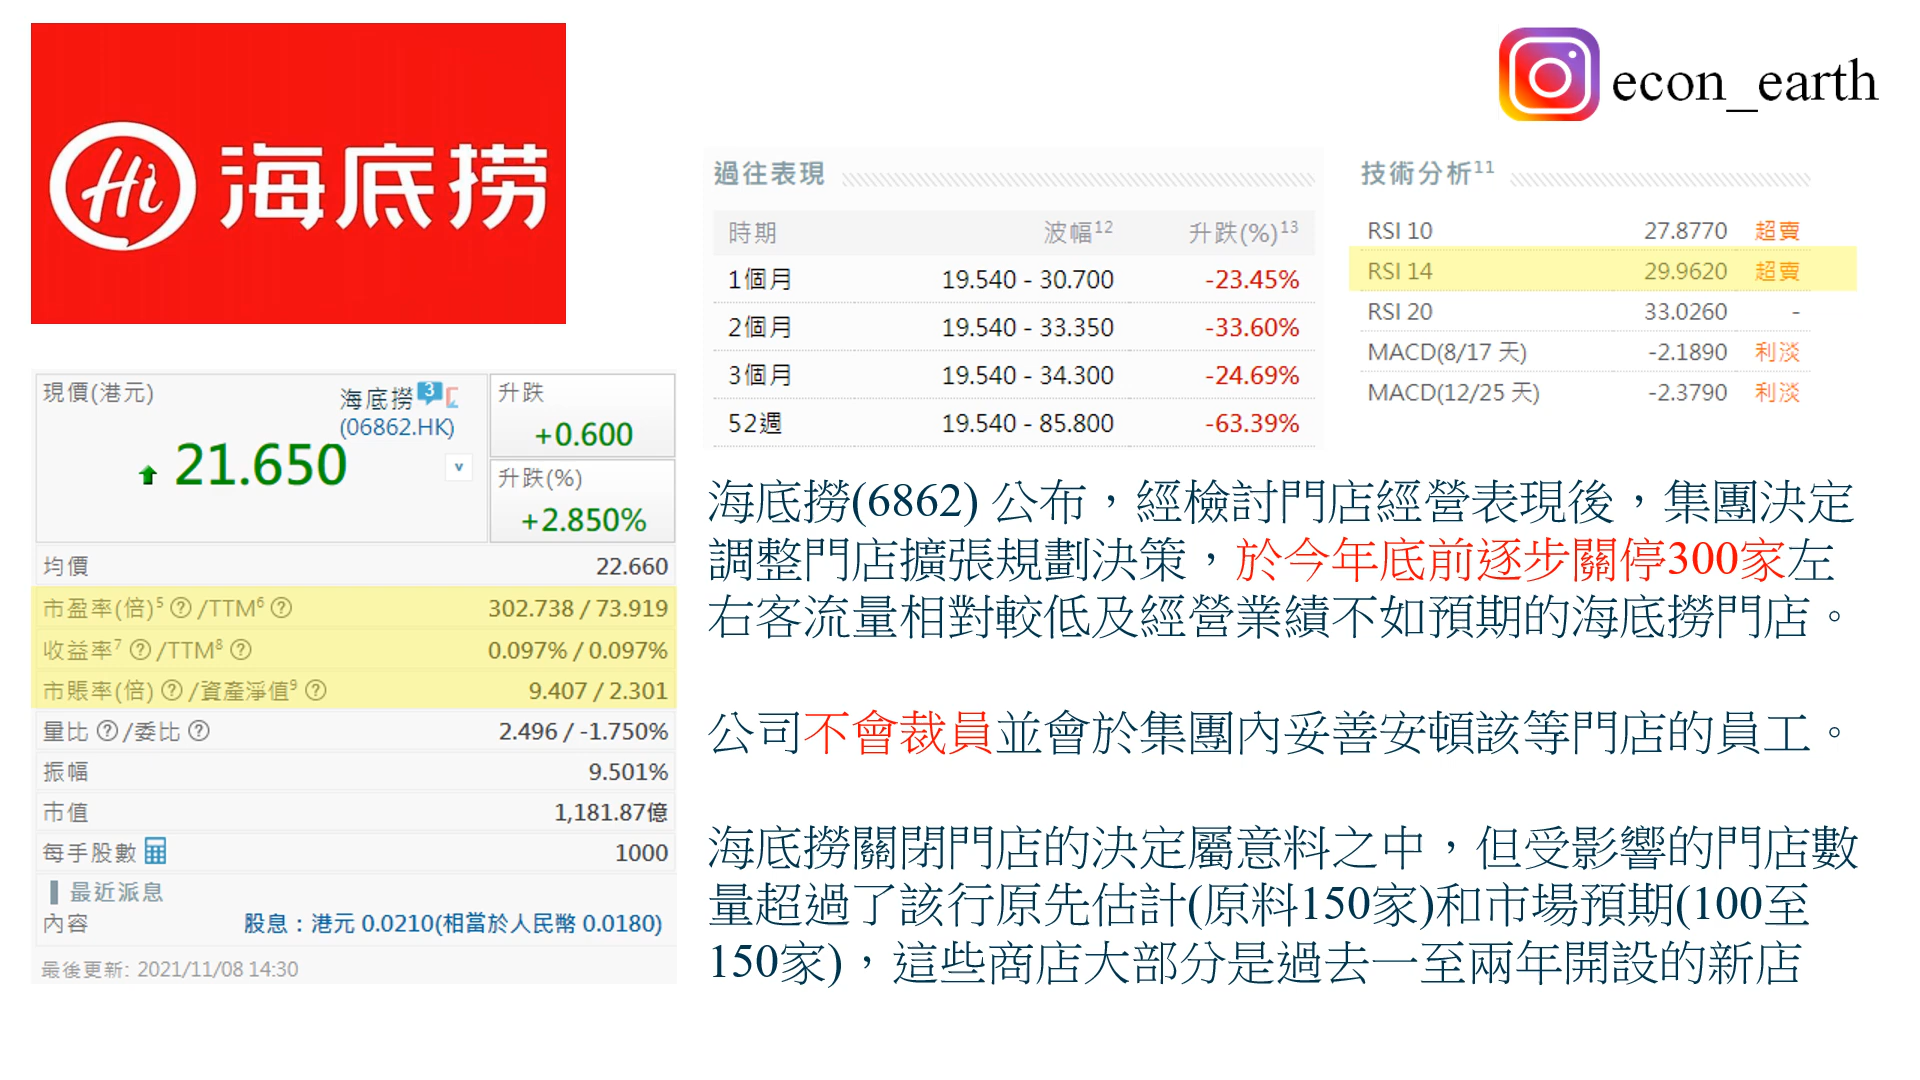 Hi 海底撈
econ_earth
現價(港元)
海底撈 3
(06862.HK)
21.650
v
升跌
+0.600
升跌(%)
+2.850%
均價 22.660
市盈率(倍)5 ? /TTM6 ? 302.738 / 73.919
收益率7 ? /TTM8 ? 0.097% / 0.097%
市賬率(倍) ? /資產淨值9 ? 9.407 / 2.301
量比 ? /委比 ? 2.496 / -1.750%
振幅 9.501%
市值 1,181.87億
每手股數 1000
最近派息
內容 股息：港元 0.0210(相當於人民幣 0.0180)
最後更新: 2021/11/08 14:30
過往表現
時期 波幅12 升跌(%)13
1個月 19.540 - 30.700 -23.45%
2個月 19.540 - 33.350 -33.60%
3個月 19.540 - 34.300 -24.69%
52週 19.540 - 85.800 -63.39%
技術分析11
RSI 10 27.8770 超賣
RSI 14 29.9620 超賣
RSI 20 33.0260 -
MACD(8/17 天) -2.1890 利淡
MACD(12/25 天) -2.3790 利淡
海底撈(6862) 公布，經檢討門店經營表現後，集團決定
調整門店擴張規劃決策，於今年底前逐步關停300家左
右客流量相對較低及經營業績不如預期的海底撈門店。
公司不會裁員並會於集團內妥善安頓該等門店的員工。
海底撈關閉門店的決定屬意料之中，但受影響的門店數
量超過了該行原先估計(原料150家)和市場預期(100至
150家)，這些商店大部分是過去一至兩年開設的新店